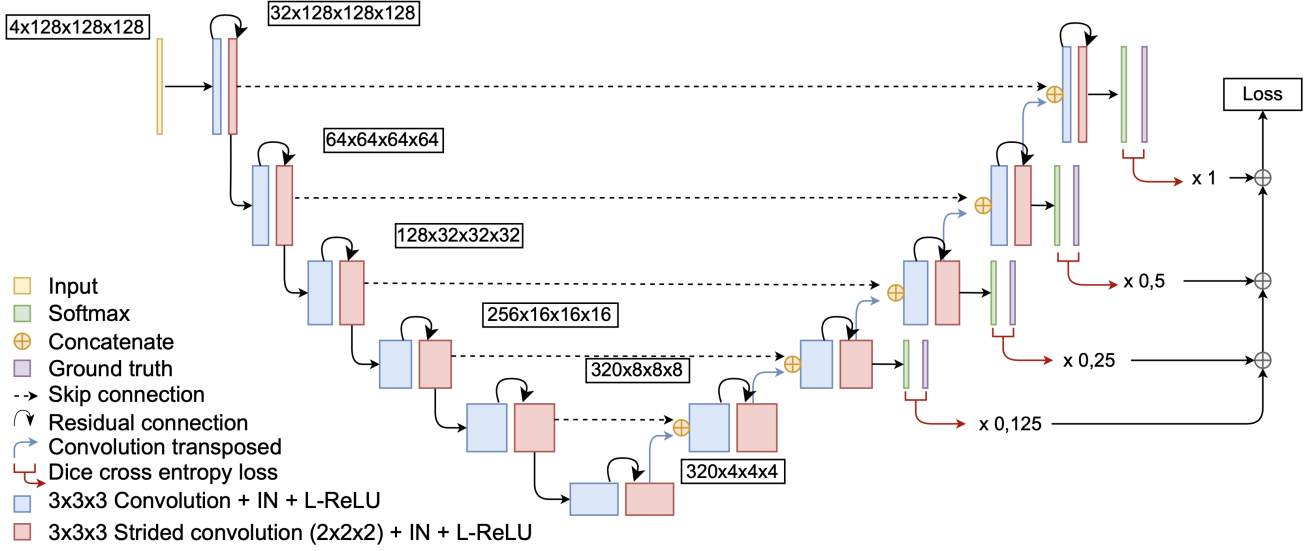 4x128x128x128
32x128x128x128
64x64x64x64
128x32x32x32
256x16x16x16
320x8x8x8
320x4x4x4
Loss
x 1
x 0,5
x 0,25
x 0,125
Input
Softmax
Concatenate
Ground truth
Skip connection
Residual connection
Convolution transposed
Dice cross entropy loss
3x3x3 Convolution + IN + L-ReLU
3x3x3 Strided convolution (2x2x2) + IN + L-ReLU